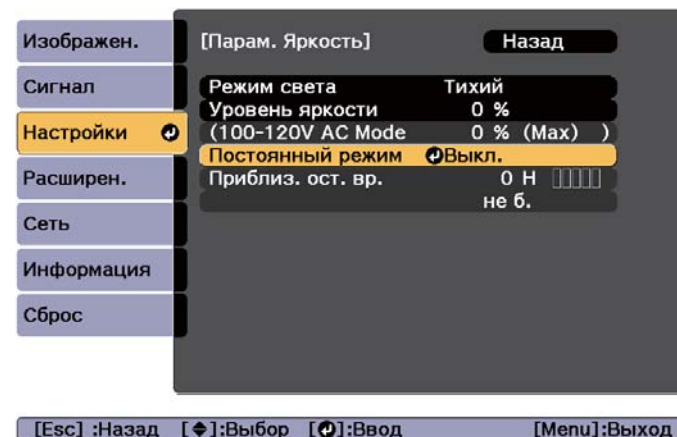 Изображен.
Сигнал
Настройки
Расширен.
Сеть
Информация
Сброс
[Парам. Яркость] Назад
Режим света Тихий
Уровень яркости 0 %
(100-120V AC Mode 0 % (Max) )
Постоянный режим Выкл.
Приблиз. ост. вр. 0 H
не б.
[Esc] :Назад [ ]:Выбор [ ]:Ввод [Menu]:Выход